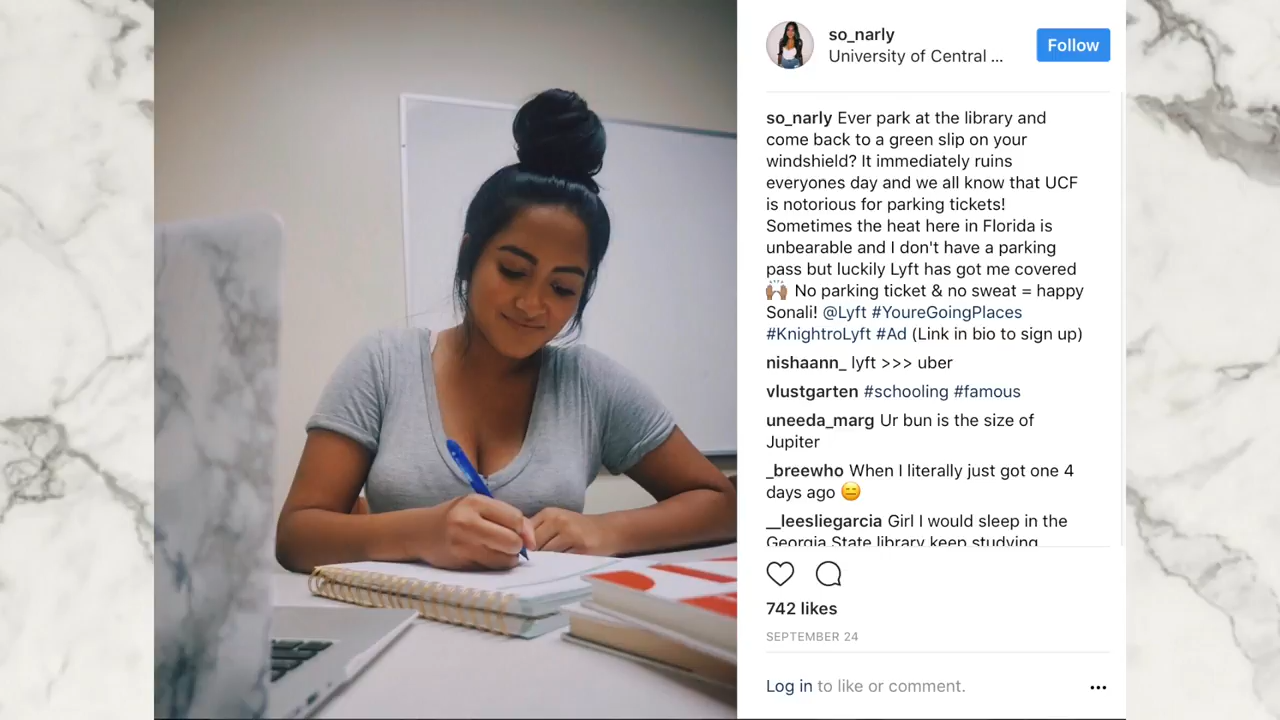 so_narly
University of Central ...
Follow
so_narly Ever park at the library and
come back to a green slip on your
windshield? It immediately ruins
everyones day and we all know that UCF
is notorious for parking tickets!
Sometimes the heat here in Florida is
unbearable and I don't have a parking
pass but luckily Lyft has got me covered
🙌🏽 No parking ticket & no sweat = happy
Sonali! @Lyft #YoureGoingPlaces
#KnightroLyft #Ad (Link in bio to sign up)
nishaann_ lyft >>> uber
vlustgarten #schooling #famous
uneeda_marg Ur bun is the size of
Jupiter
_breewho When I literally just got one 4
days ago 😑
__leesliegarcia Girl I would sleep in the
Georgia State library keep studying
742 likes
SEPTEMBER 24
Log in to like or comment.